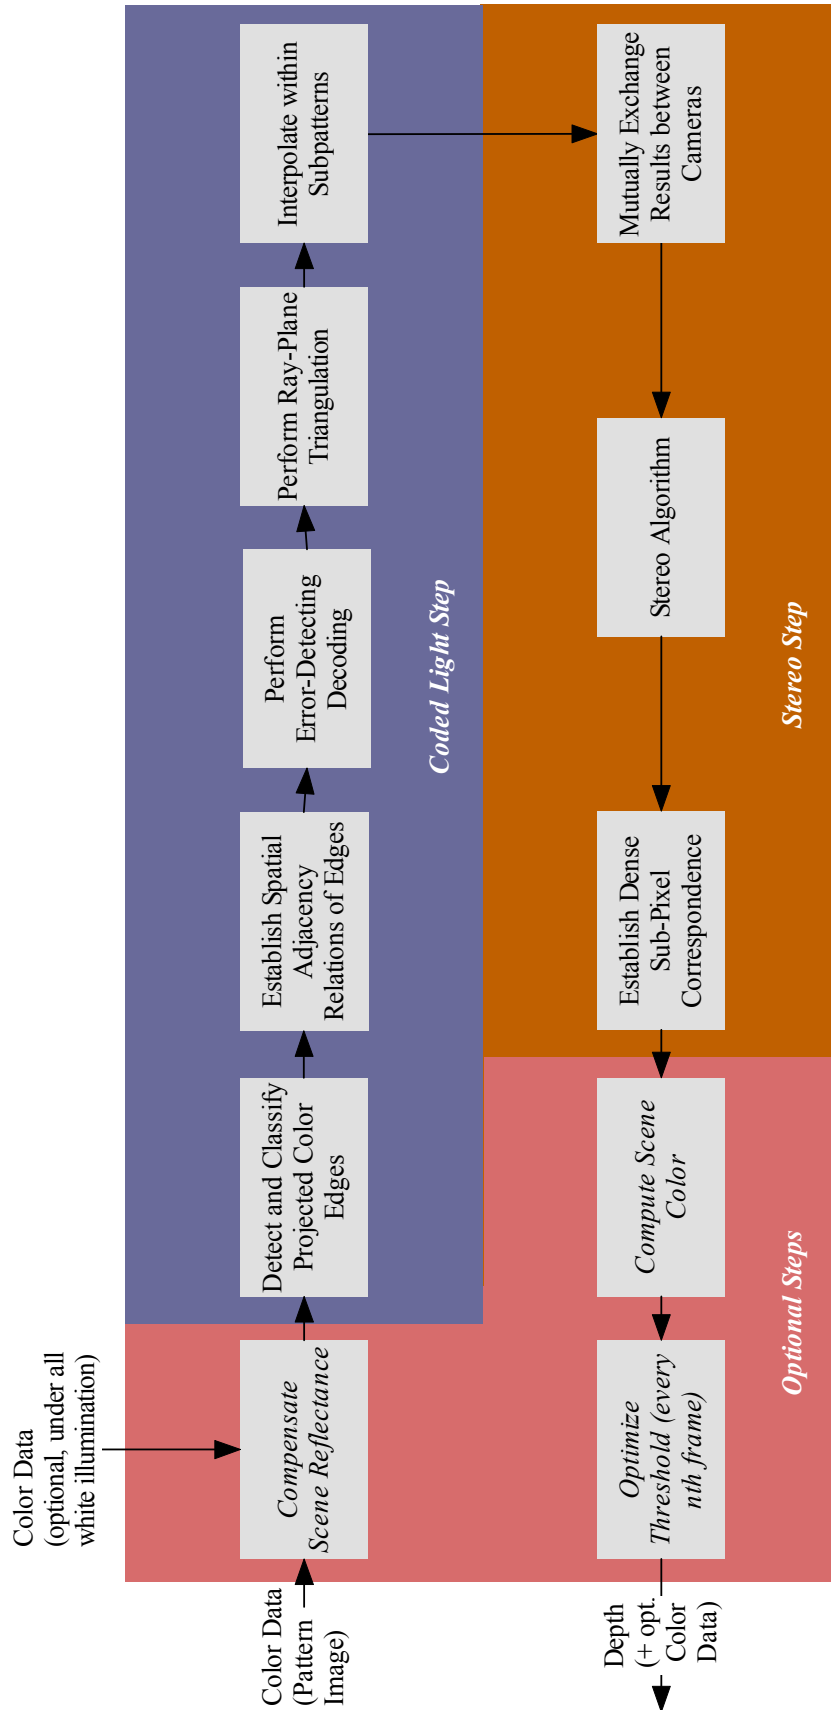 Color Data
(optional, under all
white illumination)
Color Data
(Pattern
Image)
Compensate
Scene Reflectance
Detect and Classify
Projected Color
Edges
Establish Spatial
Adjacency
Relations of Edges
Perform
Error-Detecting
Decoding
Perform Ray-Plane
Triangulation
Interpolate within
Subpatterns
Coded Light Step
Mutually Exchange
Results between
Cameras
Stereo Algorithm
Establish Dense
Sub-Pixel
Correspondence
Stereo Step
Compute Scene
Color
Optimize
Threshold (every
nth frame)
Optional Steps
Depth
(+ opt.
Color
Data)